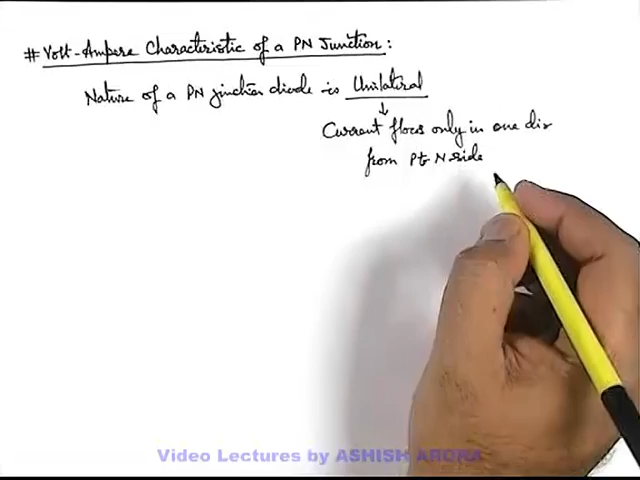 # Volt-Ampere Characteristic of a PN Junction :
Nature of a PN junction diode is Unilateral
Current flows only in one dir
from P to N side
Video Lectures by ASHISH ARORA